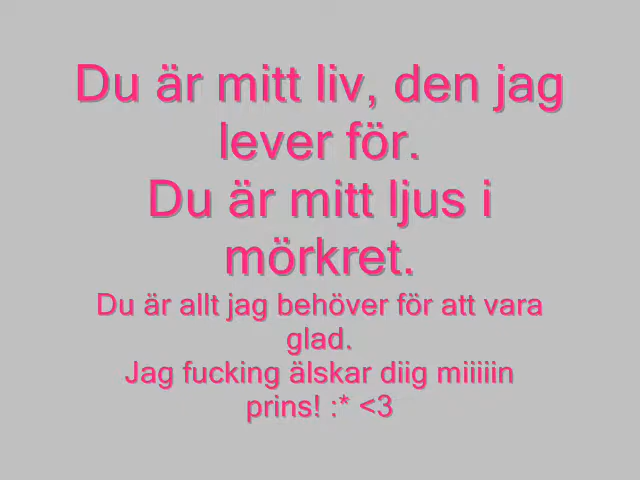 Du är mitt liv, den jag
lever för.
Du är mitt ljus i
mörkret.
Du är allt jag behöver för att vara
glad.
Jag fucking älskar diig miiiiin
prins! :* <3